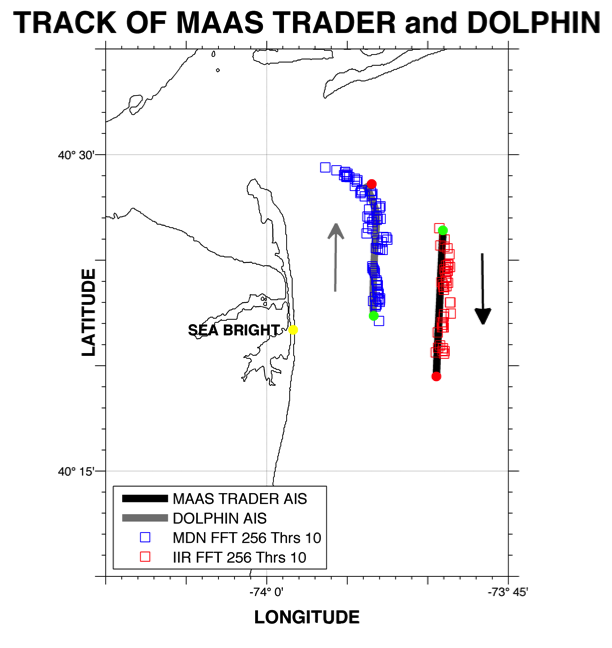 TRACK OF MAAS TRADER and DOLPHIN
40° 30'
LATITUDE
SEA BRIGHT
40° 15'
MAAS TRADER AIS
DOLPHIN AIS
MDN FFT 256 Thrs 10
IIR FFT 256 Thrs 10
-74° 0'
-73° 45'
LONGITUDE